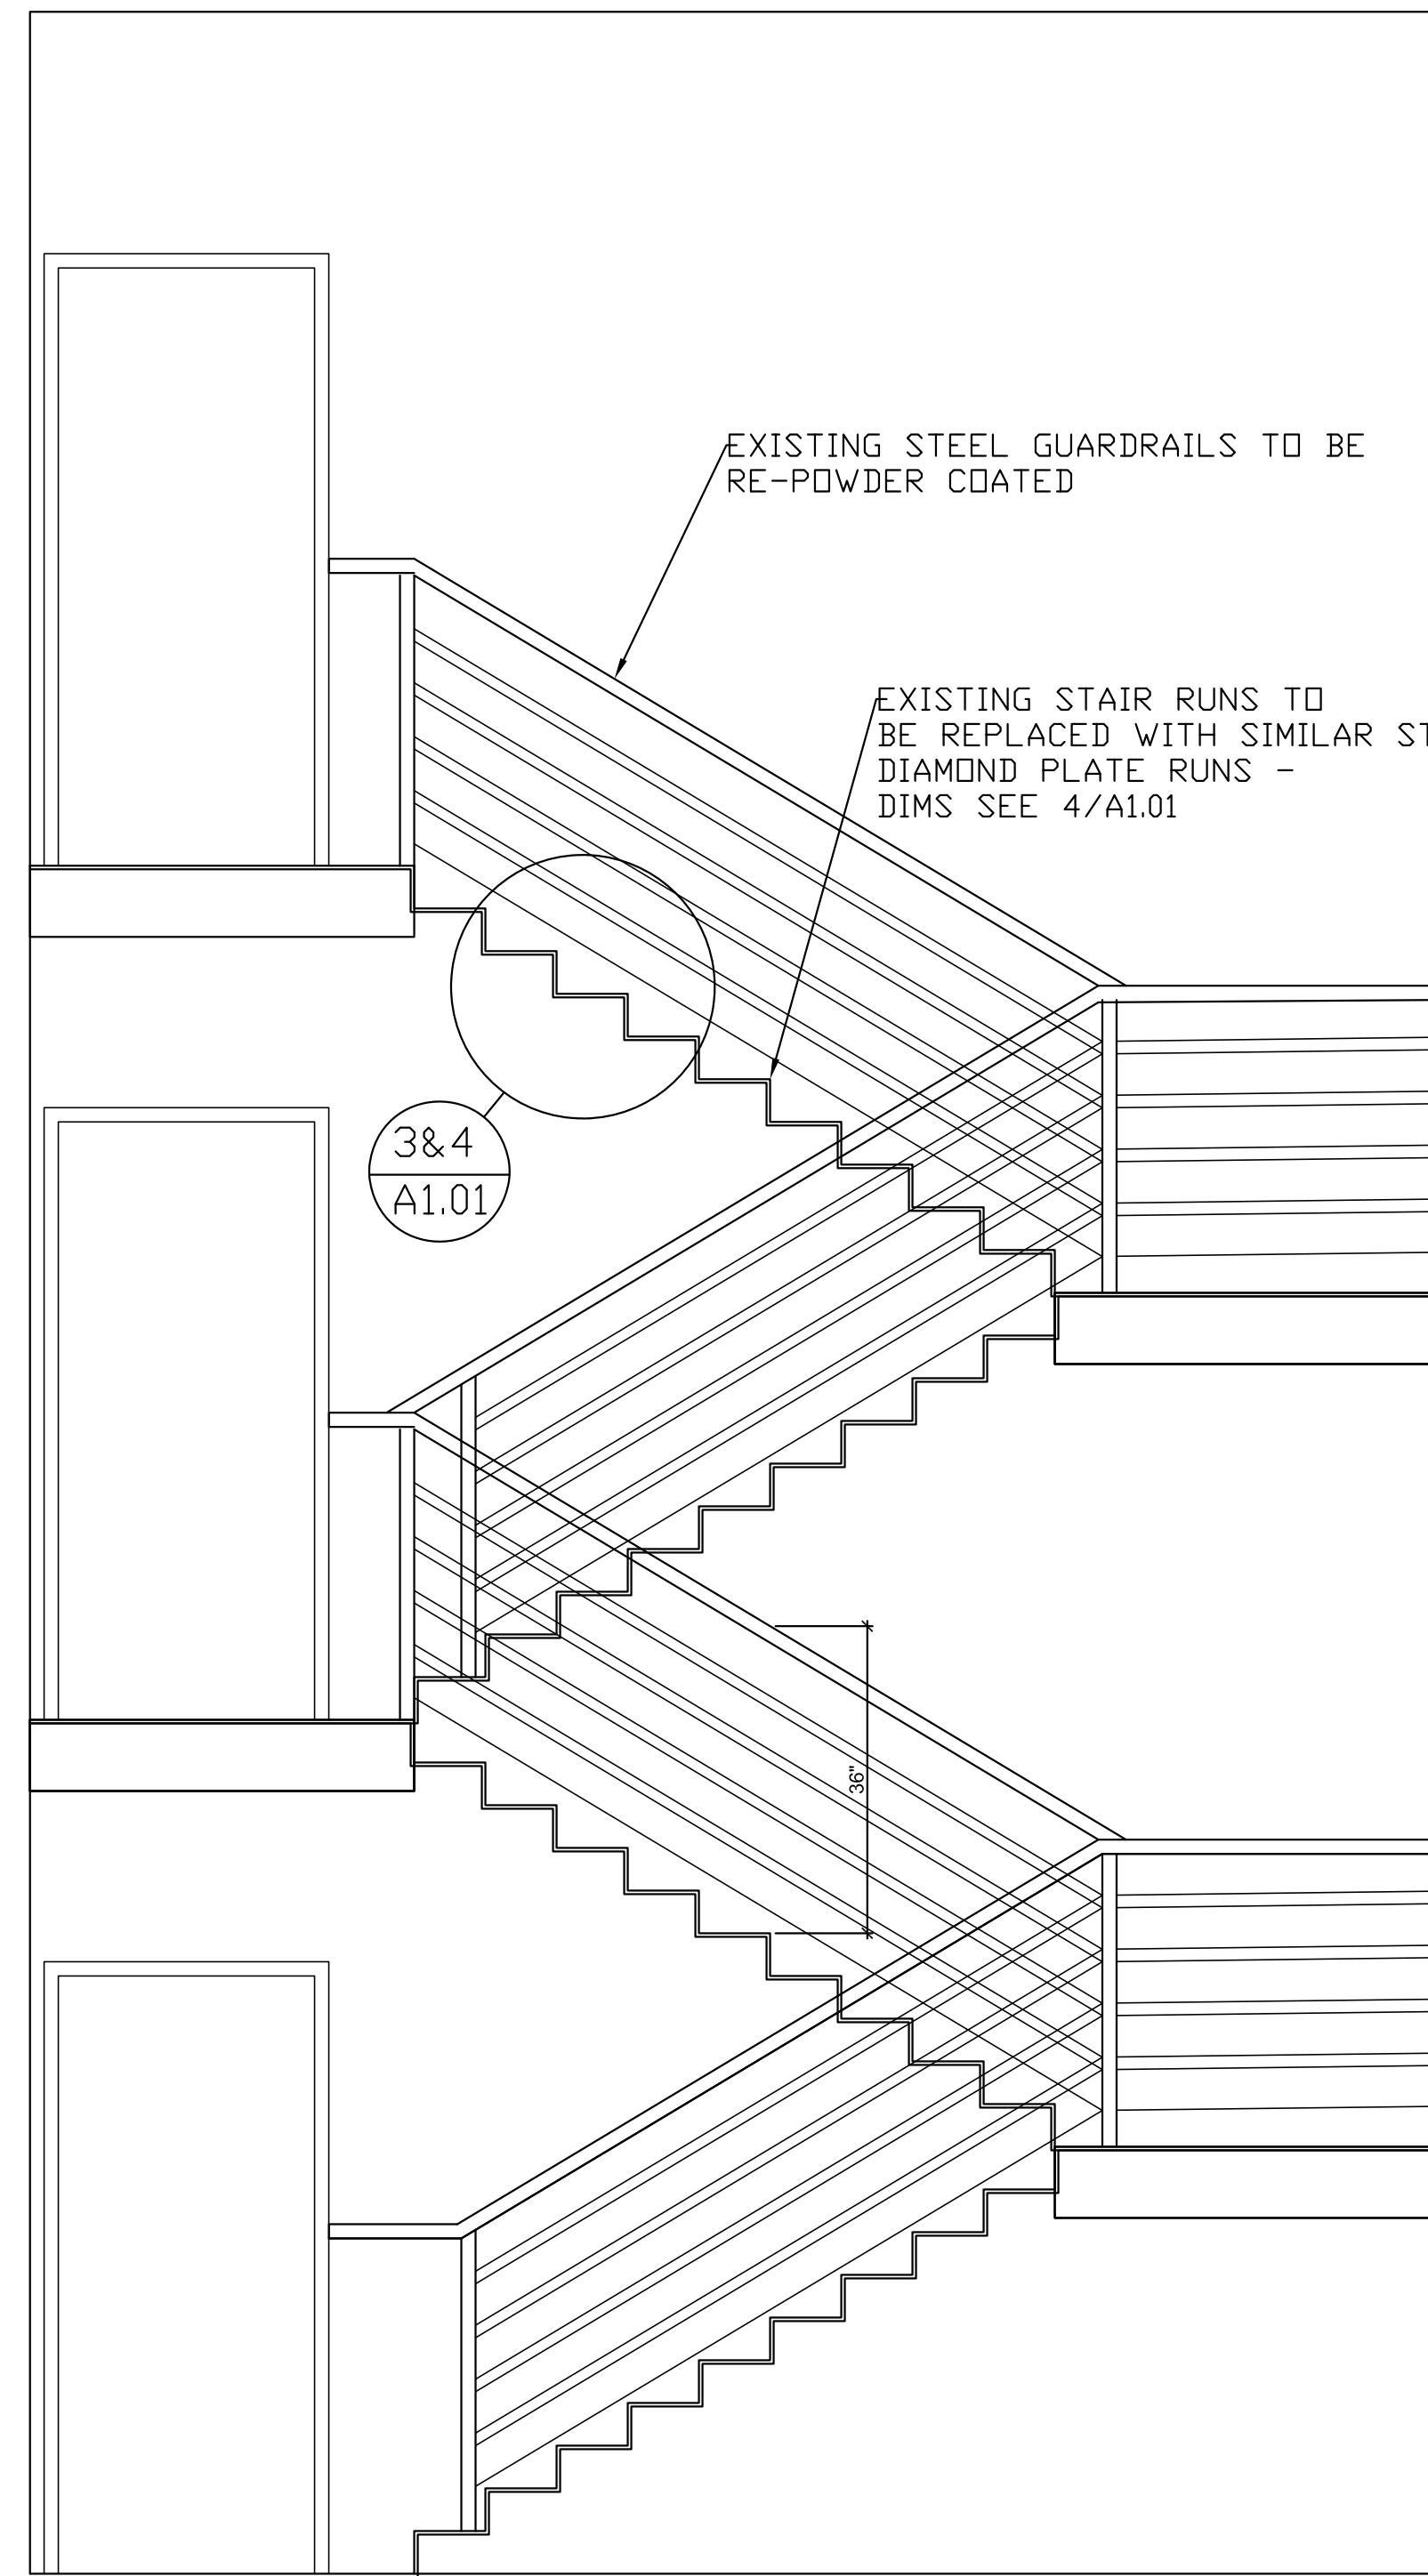 EXISTING STEEL GUARDRAILS TO BE
RE-POWDER COATED
EXISTING STAIR RUNS TO
BE REPLACED WITH SIMILAR
DIAMOND PLATE RUNS -
DIMS SEE 4/A1.01
3&4
A1.01
36"